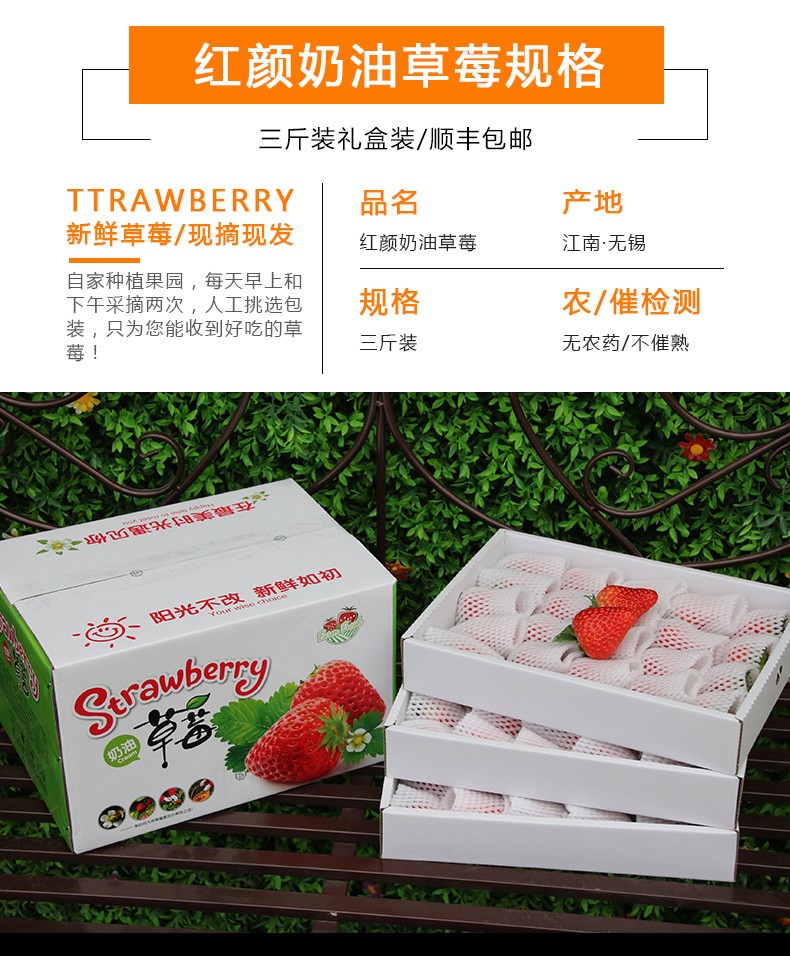 红颜奶油草莓规格
三斤装礼盒装/顺丰包邮
TTRAWBERRY
新鲜草莓/现摘现发
自家种植果园，每天早上和
下午采摘两次，人工挑选包
装，只为您能收到好吃的草
莓！
品名
红颜奶油草莓
产地
江南·无锡
规格
三斤装
农/催检测
无农药/不催熟
在最美时光遇见你
Happy time to meet you
阳光不改 新鲜如初
Your wise choice
Strawberry
草莓
奶油
Cream